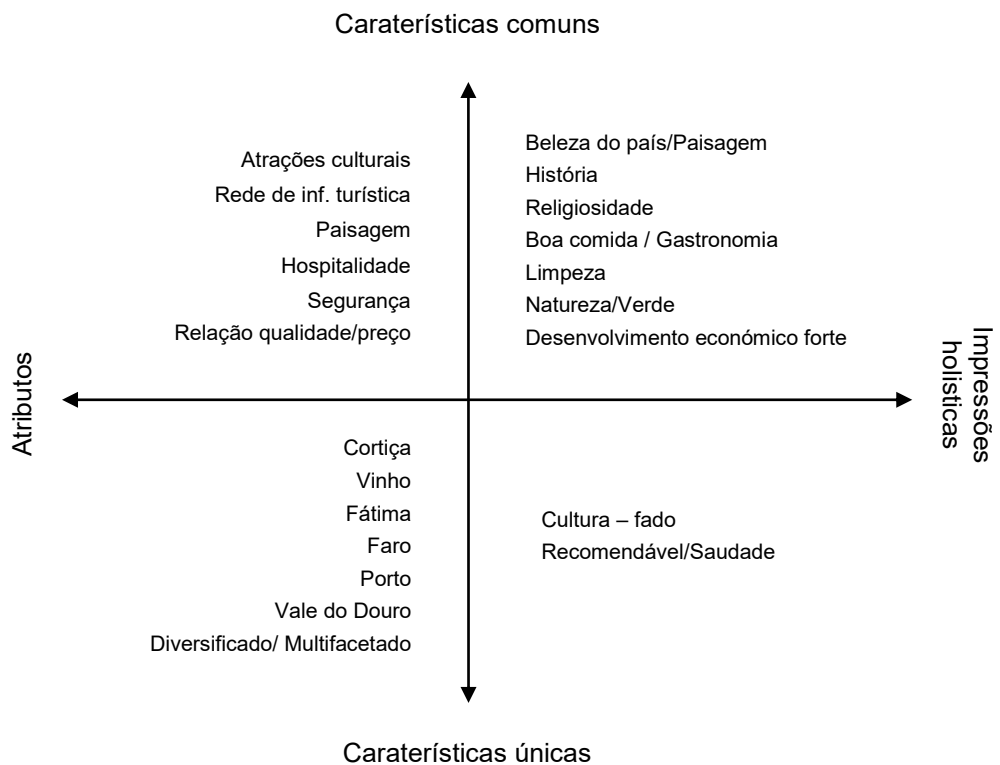 Caraterísticas comuns
Atrações culturais
Rede de inf. turística
Paisagem
Hospitalidade
Segurança
Relação qualidade/preço
Beleza do país/Paisagem
História
Religiosidade
Boa comida / Gastronomia
Limpeza
Natureza/Verde
Desenvolvimento económico forte
Atributos
Impressões
holisticas
Cortiça
Vinho
Fátima
Faro
Porto
Vale do Douro
Diversificado/ Multifacetado
Cultura – fado
Recomendável/Saudade
Caraterísticas únicas